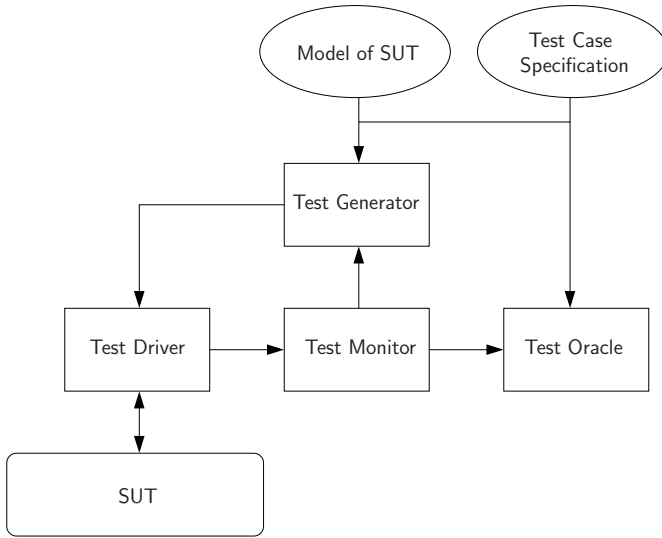 Model of SUT
Test Case
Specification
Test Generator
Test Driver
Test Monitor
Test Oracle
SUT